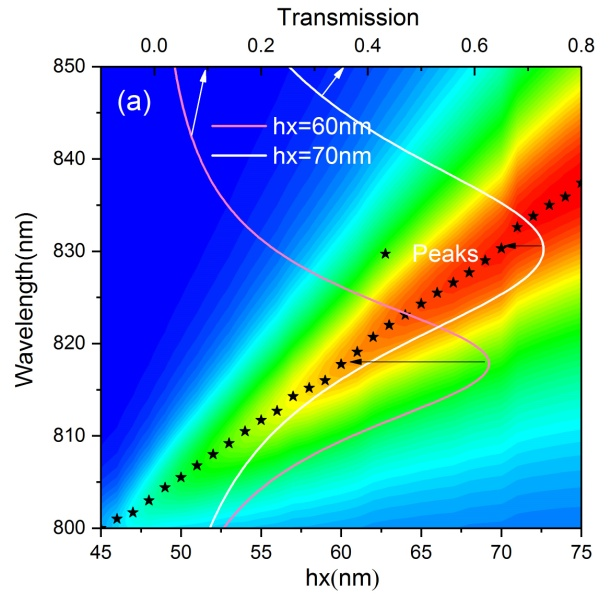 Transmission
0.0 0.2 0.4 0.6 0.8
850
(a)
hx=60nm
hx=70nm
840
830
Peaks
820
810
800
Wavelength(nm)
45 50 55 60 65 70 75
hx(nm)